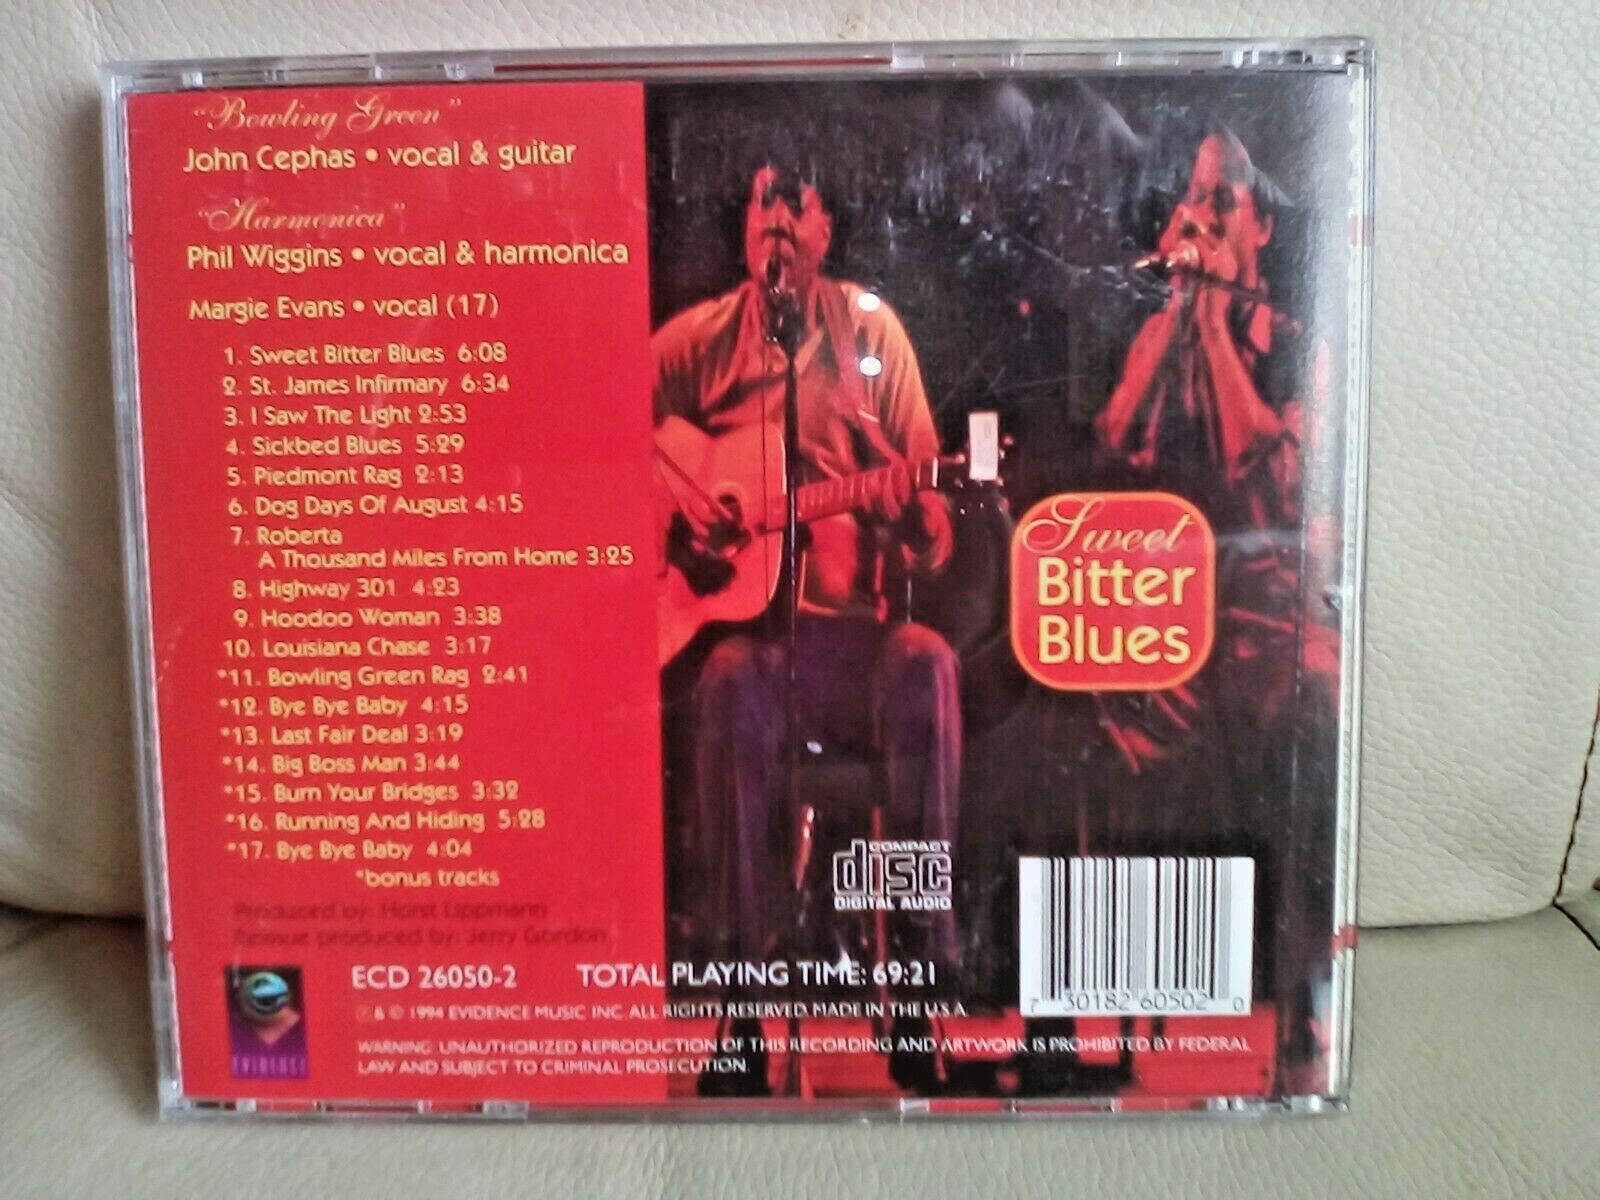 "Bowling Green"
John Cephas • vocal & guitar
"Harmonica"
Phil Wiggins • vocal & harmonica
Margie Evans • vocal (17)
1. Sweet Bitter Blues 6:08
2. St. James Infirmary 6:34
3. I Saw The Light 2:53
4. Sickbed Blues 5:29
5. Piedmont Rag 2:13
6. Dog Days Of August 4:15
7. Roberta
A Thousand Miles From Home 3:25
8. Highway 301 4:23
9. Hoodoo Woman 3:38
10. Louisiana Chase 3:17
*11. Bowling Green Rag 2:41
*12. Bye Bye Baby 4:15
*13. Last Fair Deal 3:19
*14. Big Boss Man 3:44
*15. Burn Your Bridges 3:32
*16. Running And Hiding 5:28
*17. Bye Bye Baby 4:04
*bonus tracks
Produced by: Horst Lippmann
Reissue produced by: Jerry Gordon
Sweet
Bitter
Blues
COMPACT
disc
DIGITAL AUDIO
e
EVIDENCE
ECD 26050-2 TOTAL PLAYING TIME: 69:21
℗ & © 1994 EVIDENCE MUSIC INC. ALL RIGHTS RESERVED. MADE IN THE U.S.A.
WARNING: UNAUTHORIZED REPRODUCTION OF THIS RECORDING AND ARTWORK IS PROHIBITED BY FEDERAL
LAW AND SUBJECT TO CRIMINAL PROSECUTION.
7 30182 60502 0